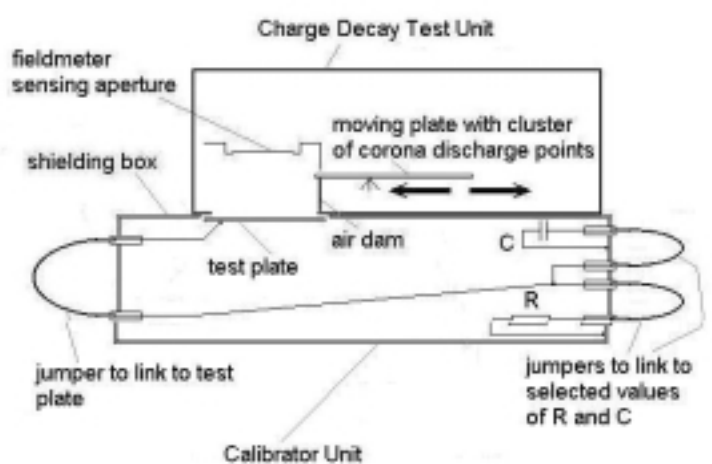 Charge Decay Test Unit
fieldmeter
sensing aperture
moving plate with cluster
of corona discharge points
shielding box
air dam
test plate
C
R
jumper to link to test
plate
jumpers to link to
selected values
of R and C
Calibrator Unit